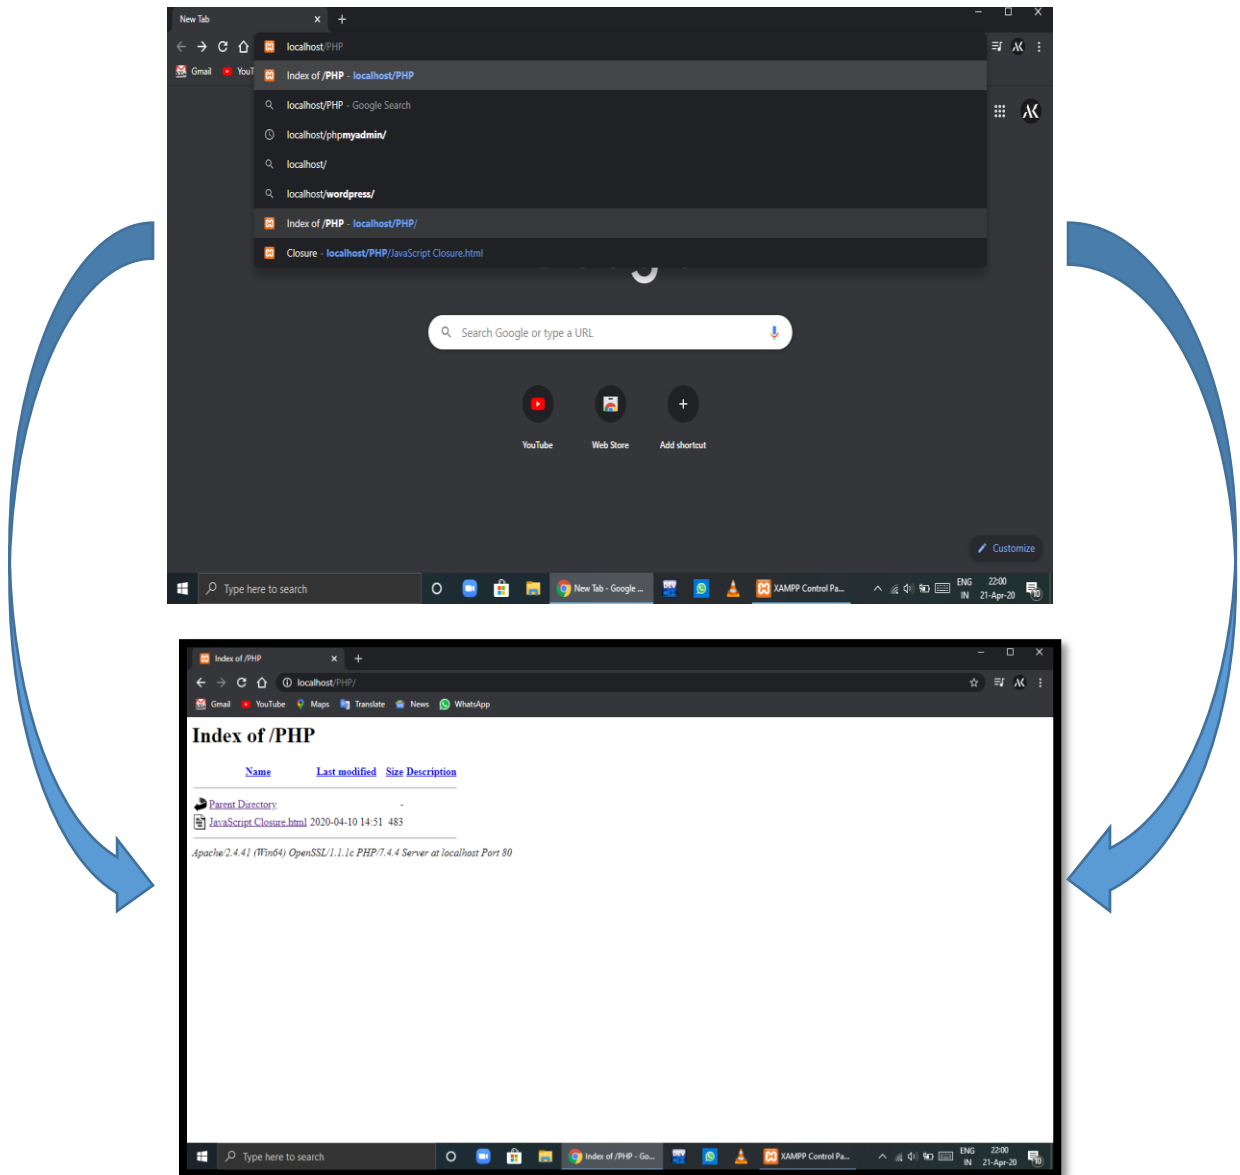 New Tab
localhost/PHP
Gmail YouT
Index of /PHP - localhost/PHP
localhost/PHP - Google Search
localhost/phpmyadmin/
localhost/
localhost/wordpress/
Index of /PHP - localhost/PHP/
Closure - localhost/PHP/JavaScript Closure.html
Search Google or type a URL
YouTube Web Store Add shortcut
Customize
Type here to search New Tab - Google ... XAMPP Control Pa... ENG 22:00
IN 21-Apr-20 10
Index of /PHP
localhost/PHP/
Gmail YouTube Maps Translate News WhatsApp
Index of /PHP
Name Last modified Size Description
Parent Directory -
JavaScript Closure.html 2020-04-10 14:51 483
Apache/2.4.41 (Win64) OpenSSL/1.1.1c PHP/7.4.4 Server at localhost Port 80
Type here to search Index of /PHP - Go... XAMPP Control Pa... ENG 22:00
IN 21-Apr-20 10